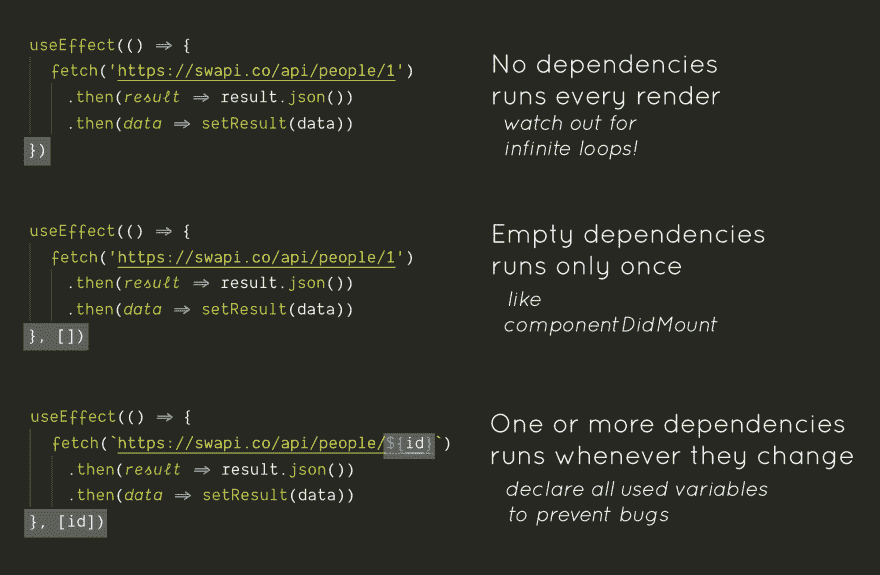 useEffect(() => {
fetch('https://swapi.co/api/people/1')
.then(result => result.json())
.then(data => setResult(data))
})
No dependencies
runs every render
watch out for
infinite loops!
useEffect(() => {
fetch('https://swapi.co/api/people/1')
.then(result => result.json())
.then(data => setResult(data))
}, [])
Empty dependencies
runs only once
like
componentDidMount
useEffect(() => {
fetch(`https://swapi.co/api/people/${id}`)
.then(result => result.json())
.then(data => setResult(data))
}, [id])
One or more dependencies
runs whenever they change
declare all used variables
to prevent bugs